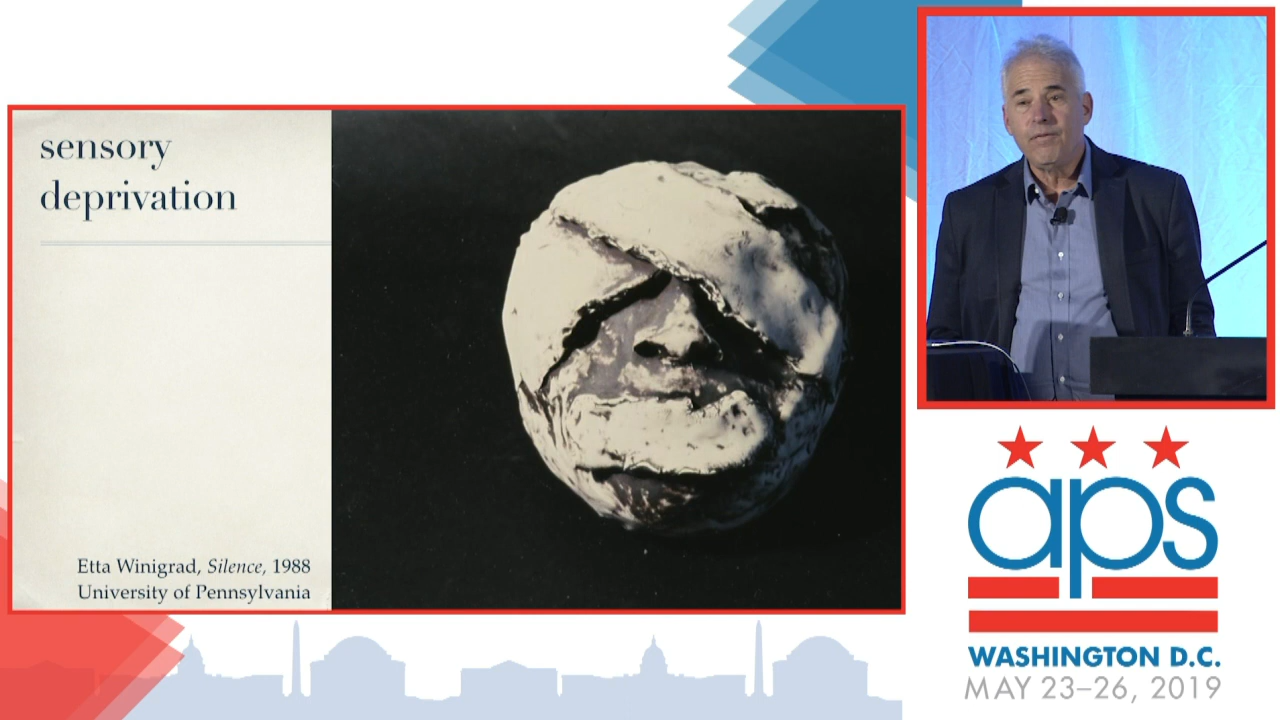 sensory
deprivation
Etta Winigrad, Silence, 1988
University of Pennsylvania
aps
WASHINGTON D.C.
MAY 23–26, 2019